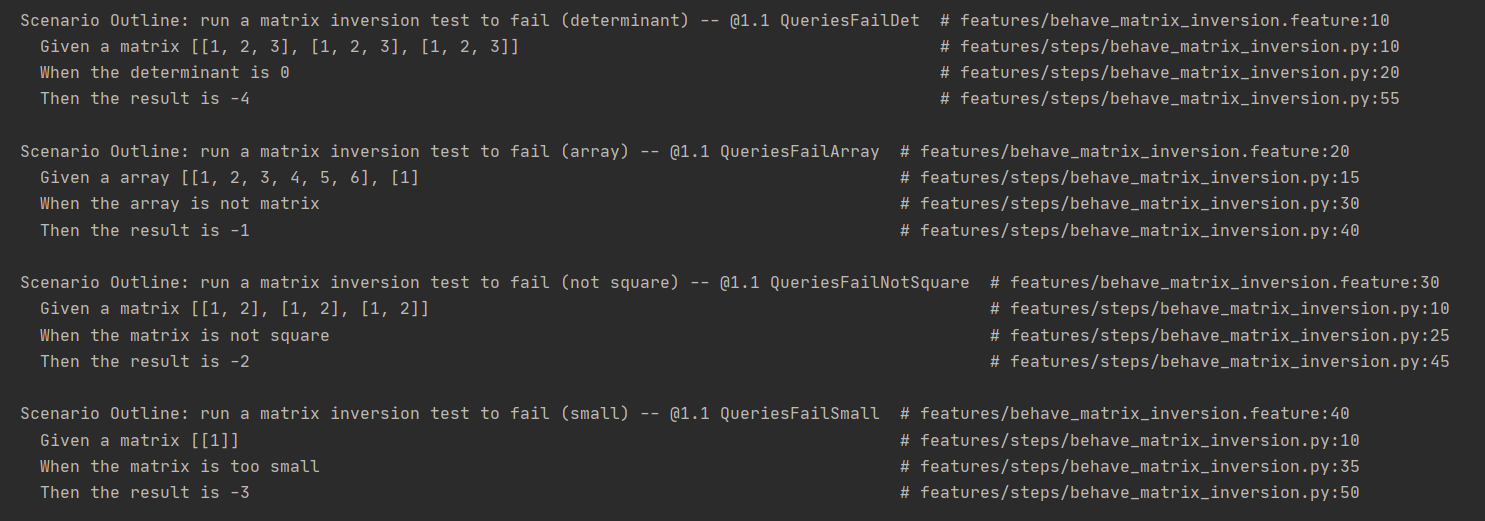 Scenario Outline: run a matrix inversion test to fail (determinant) -- @1.1 QueriesFailDet  # features/behave_matrix_inversion.feature:10
  Given a matrix [[1, 2, 3], [1, 2, 3], [1, 2, 3]]                                          # features/steps/behave_matrix_inversion.py:10
  When the determinant is 0                                                                 # features/steps/behave_matrix_inversion.py:20
  Then the result is -4                                                                     # features/steps/behave_matrix_inversion.py:55

Scenario Outline: run a matrix inversion test to fail (array) -- @1.1 QueriesFailArray  # features/behave_matrix_inversion.feature:20
  Given a array [[1, 2, 3, 4, 5, 6], [1]                                                # features/steps/behave_matrix_inversion.py:15
  When the array is not matrix                                                          # features/steps/behave_matrix_inversion.py:30
  Then the result is -1                                                                 # features/steps/behave_matrix_inversion.py:40

Scenario Outline: run a matrix inversion test to fail (not square) -- @1.1 QueriesFailNotSquare  # features/behave_matrix_inversion.feature:30
  Given a matrix [[1, 2], [1, 2], [1, 2]]                                                        # features/steps/behave_matrix_inversion.py:10
  When the matrix is not square                                                                  # features/steps/behave_matrix_inversion.py:25
  Then the result is -2                                                                          # features/steps/behave_matrix_inversion.py:45

Scenario Outline: run a matrix inversion test to fail (small) -- @1.1 QueriesFailSmall  # features/behave_matrix_inversion.feature:40
  Given a matrix [[1]]                                                                  # features/steps/behave_matrix_inversion.py:10
  When the matrix is too small                                                          # features/steps/behave_matrix_inversion.py:35
  Then the result is -3                                                                 # features/steps/behave_matrix_inversion.py:50